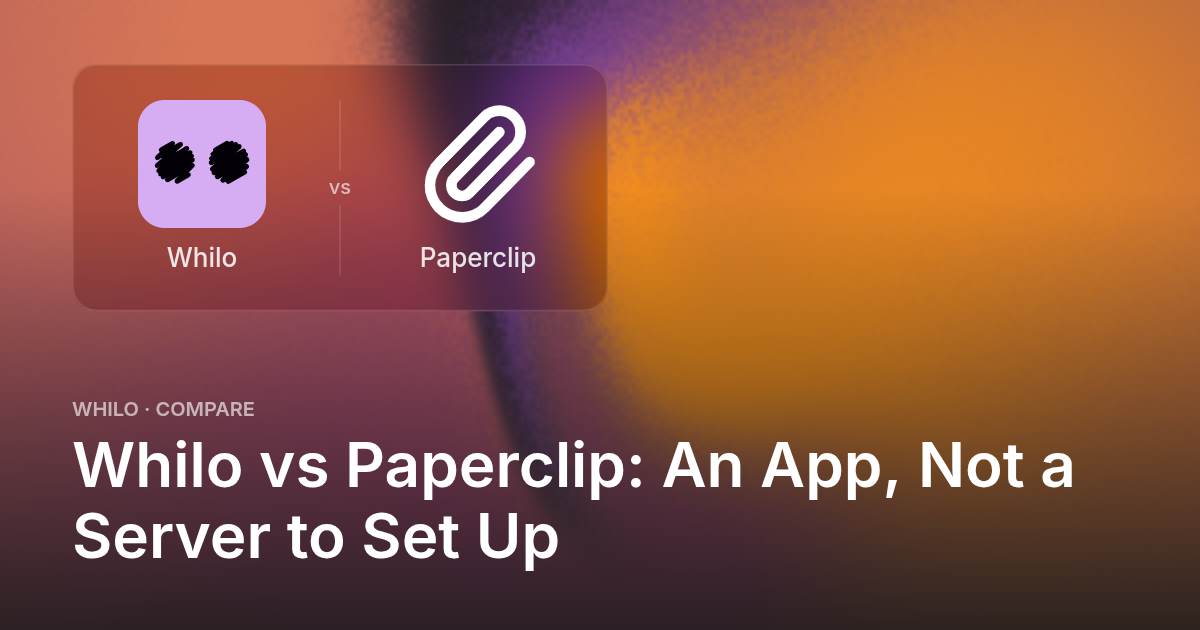 vs
Whilo
Paperclip
WHILO · COMPARE
Whilo vs Paperclip: An App, Not a
Server to Set Up